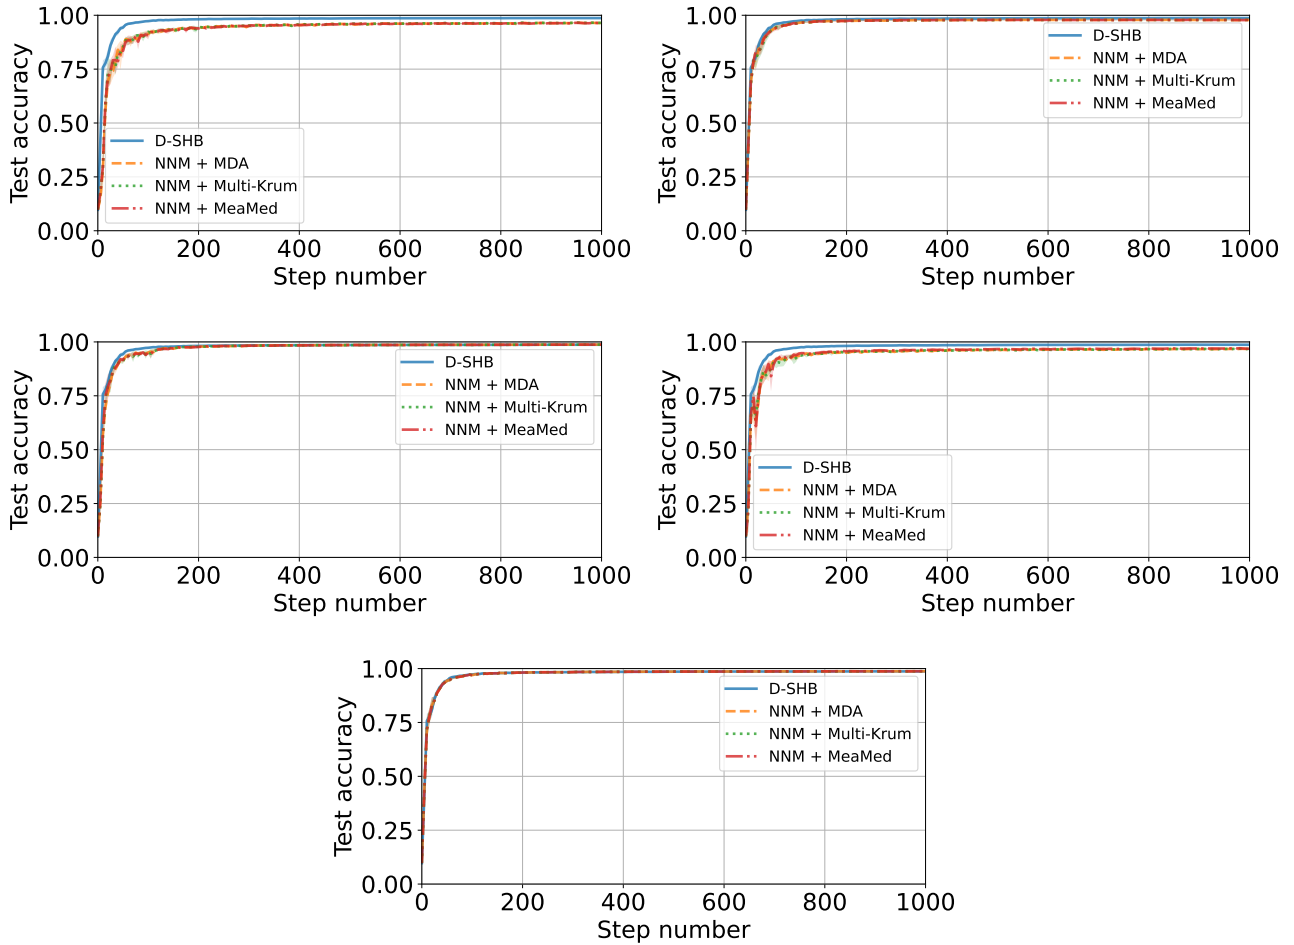 Test accuracy
1.00
0.75
0.50
0.25
0.00
D-SHB
NNM + MDA
NNM + Multi-Krum
NNM + MeaMed
0 200 400 600 800 1000
Step number
Test accuracy
1.00
0.75
0.50
0.25
0.00
D-SHB
NNM + MDA
NNM + Multi-Krum
NNM + MeaMed
0 200 400 600 800 1000
Step number
Test accuracy
1.00
0.75
0.50
0.25
0.00
D-SHB
NNM + MDA
NNM + Multi-Krum
NNM + MeaMed
0 200 400 600 800 1000
Step number
Test accuracy
1.00
0.75
0.50
0.25
0.00
D-SHB
NNM + MDA
NNM + Multi-Krum
NNM + MeaMed
0 200 400 600 800 1000
Step number
Test accuracy
1.00
0.75
0.50
0.25
0.00
D-SHB
NNM + MDA
NNM + Multi-Krum
NNM + MeaMed
0 200 400 600 800 1000
Step number